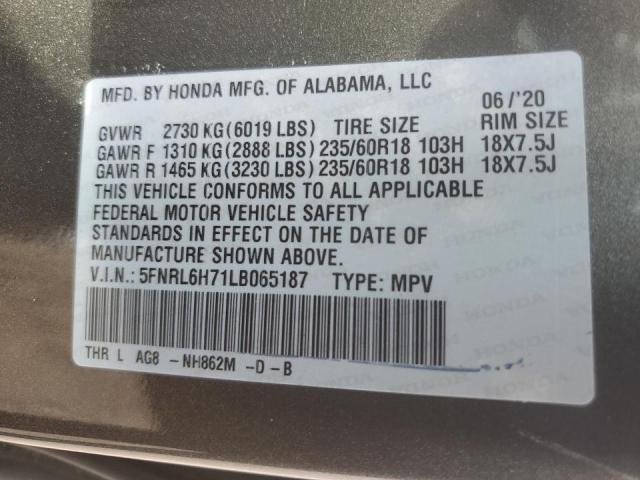 MFD. BY HONDA MFG. OF ALABAMA, LLC
06/'20
GVWR 2730 KG(6019 LBS) TIRE SIZE RIM SIZE
GAWR F 1310 KG(2888 LBS) 235/60R18 103H 18X7.5J
GAWR R 1465 KG(3230 LBS) 235/60R18 103H 18X7.5J
THIS VEHICLE CONFORMS TO ALL APPLICABLE
FEDERAL MOTOR VEHICLE SAFETY
STANDARDS IN EFFECT ON THE DATE OF
MANUFACTURE SHOWN ABOVE.
V.I.N.: 5FNRL6H71LB065187 TYPE: MPV
THR L AG8 -NH862M -D -B